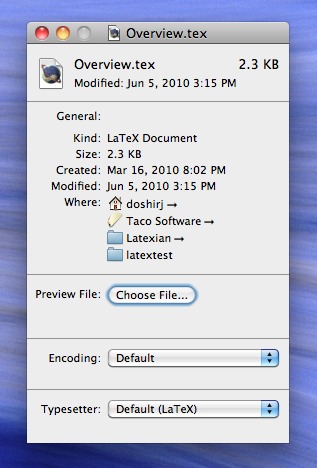 Overview.tex
Overview.tex 2.3 KB
Modified: Jun 5, 2010 3:15 PM
General:
Kind: LaTeX Document
Size: 2.3 KB
Created: Mar 16, 2010 8:02 PM
Modified: Jun 5, 2010 3:15 PM
Where: doshirj →
Taco Software →
Latexian →
latextest
Preview File: Choose File...
Encoding: Default
Typesetter: Default (LaTeX)